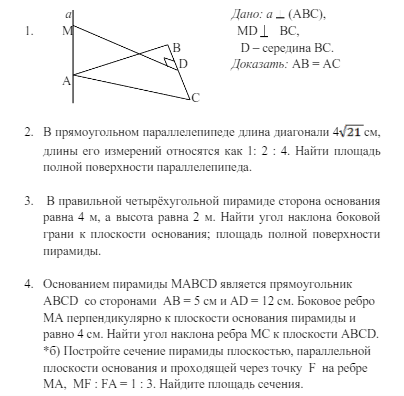 a
Дано: a ⊥ (ABC),
1.
M
MD⊥ BC,
B
D – середина BC.
D
Доказать: AB = AC
A
C
2. В прямоугольном параллелепипеде длина диагонали 4√21 см,
длины его измерений относятся как 1: 2 : 4. Найти площадь
полной поверхности параллелепипеда.
3. В правильной четырёхугольной пирамиде сторона основания
равна 4 м, а высота равна 2 м. Найти угол наклона боковой
грани к плоскости основания; площадь полной поверхности
пирамиды.
4. Основанием пирамиды MABCD является прямоугольник
ABCD со сторонами AB = 5 см и AD = 12 см. Боковое ребро
MA перпендикулярно к плоскости основания пирамиды и
равно 4 см. Найти угол наклона ребра MC к плоскости ABCD.
*б) Постройте сечение пирамиды плоскостью, параллельной
плоскости основания и проходящей через точку F на ребре
MA, MF : FA = 1 : 3. Найдите площадь сечения.